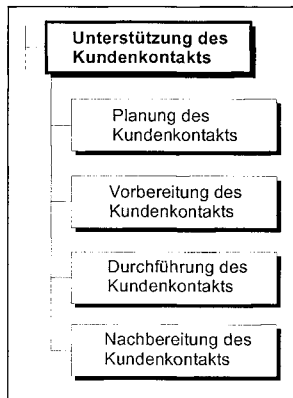 Unterstützung des
Kundenkontakts
Planung des
Kundenkontakts
Vorbereitung des
Kundenkontakts
Durchführung des
Kundenkontakts
Nachbereitung des
Kundenkontakts